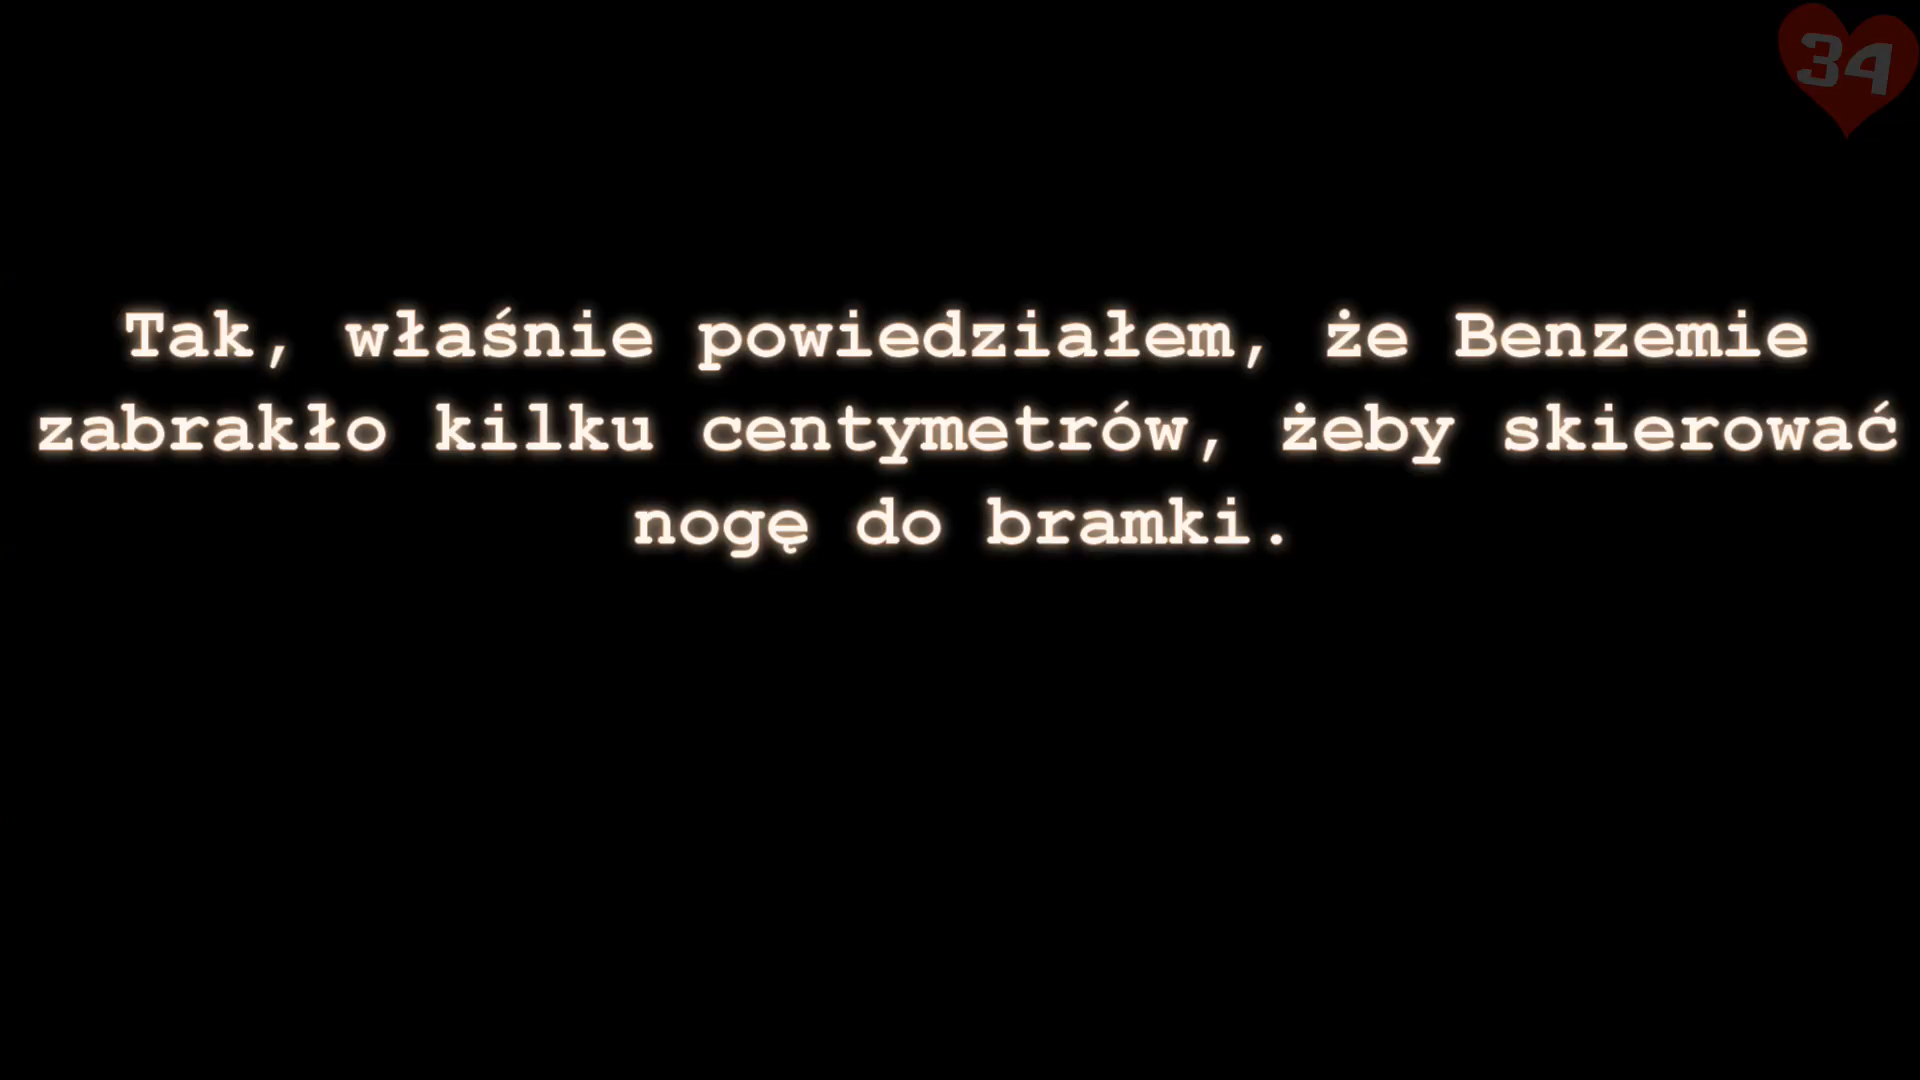 34
Tak, właśnie powiedziałem, że Benzemie
zabrakło kilku centymetrów, żeby skierować
nogę do bramki.